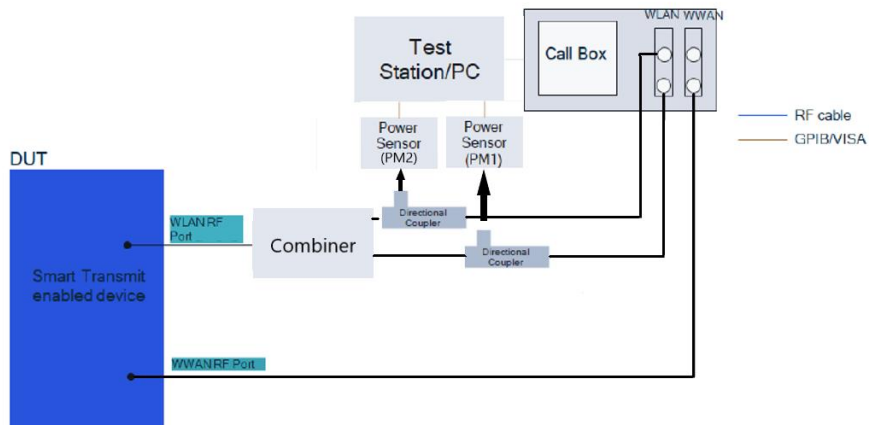 WLAN WWAN
Test
Station/PC
Call Box
RF cable
GPIB/VISA
Power
Sensor
(PM2)
Power
Sensor
(PM1)
DUT
WLAN RF
Port
Directional
Coupler
Combiner
Directional
Coupler
Smart Transmit
enabled device
WWAN RF Port